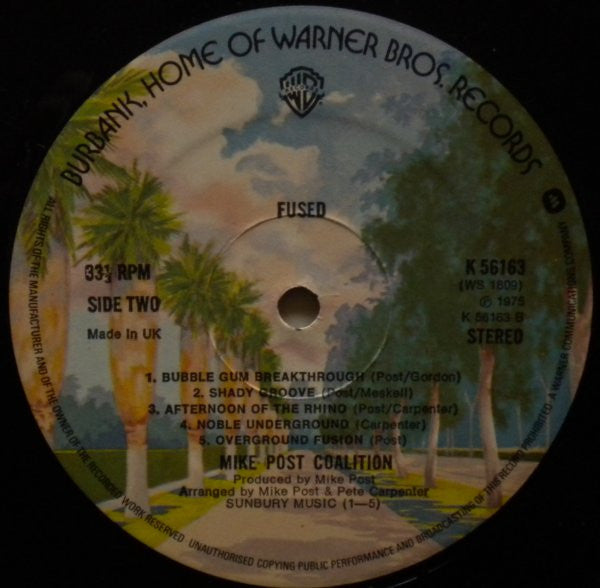 BURBANK, HOME OF WARNER BROS. RECORDS
FUSED
33⅓ RPM
SIDE TWO
Made In UK
K 56163
(WS 1809)
℗ 1975
K 56163 B
STEREO
1. BUBBLE GUM BREAKTHROUGH (Post/Gordon)
2. SHADY GROOVE (Post/Meskell)
3. AFTERNOON OF THE RHINO (Post/Carpenter)
4. NOBLE UNDERGROUND (Carpenter)
5. OVERGROUND FUSION (Post)
MIKE POST COALITION
Produced by Mike Post
Arranged by Mike Post & Pete Carpenter
SUNBURY MUSIC (1—5)
ALL RIGHTS OF THE MANUFACTURER AND OF THE OWNER OF THE RECORDED WORK RESERVED UNAUTHORISED COPYING PUBLIC PERFORMANCE AND BROADCASTING OF THIS RECORD PROHIBITED. A WARNER COMMUNICATIONS COMPANY